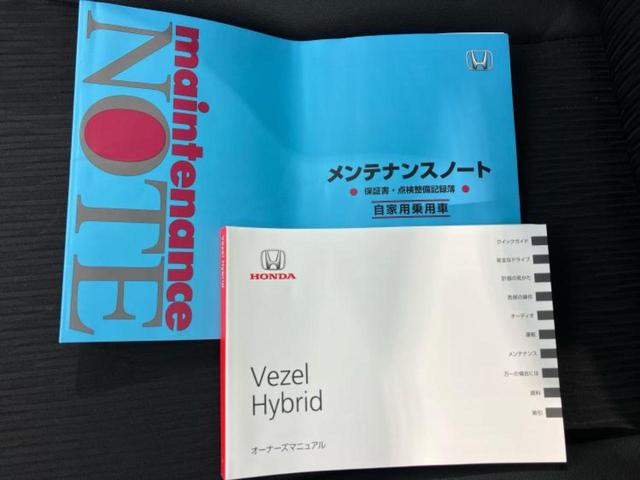 maintenance
NOTE
メンテナンスノート
● 保証書・点検整備記録簿 ●
自家用乗用車
Vezel Hybrid
HONDA
Vezel
Hybrid
オーナーズマニュアル
クイックガイド
安全なドライブ
計器の見かた
各部の操作
オーディオ
運転
メンテナンス
万一の場合には
資料
索引